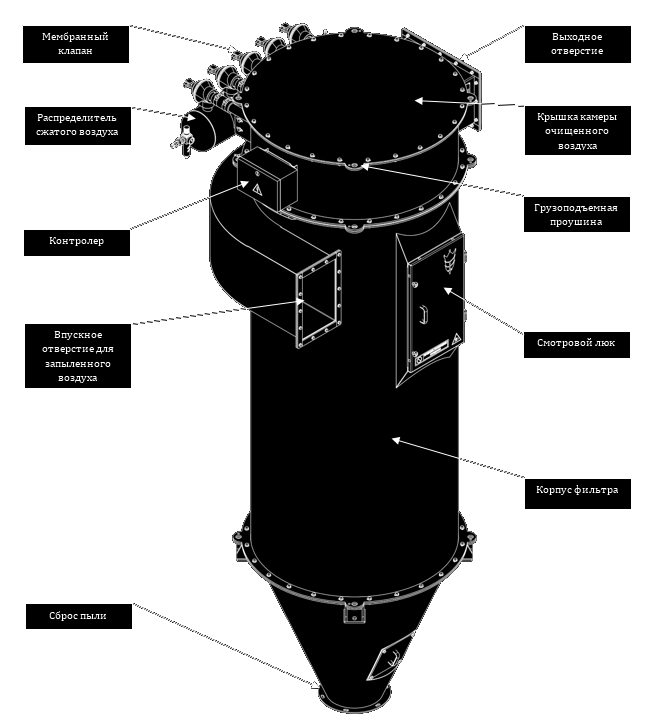 Мембранный
клапан
Распределитель
сжатого воздуха
Контролер
Впускное
отверстие для
запыленного
воздуха
Сброс пыли
Выходное
отверстие
Крышка камеры
очищенного
воздуха
Грузоподъемная
проушина
Смотровой люк
Корпус фильтра